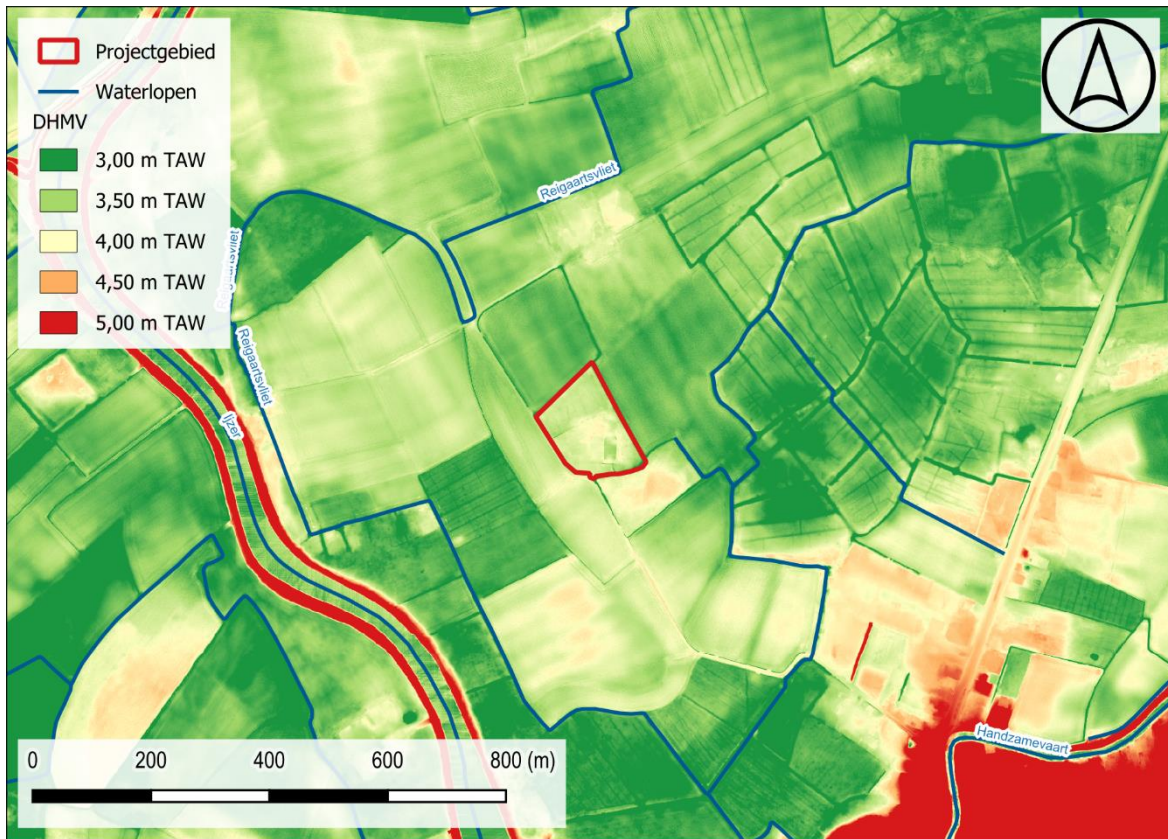 Projectgebied
Waterlopen
DHMV
3,00 m TAW
3,50 m TAW
4,00 m TAW
4,50 m TAW
5,00 m TAW
Reigaartsvliet
Reigaartsvliet
Reigaartsvliet
Ijzer
Handzamevaart
0 200 400 600 800 (m)